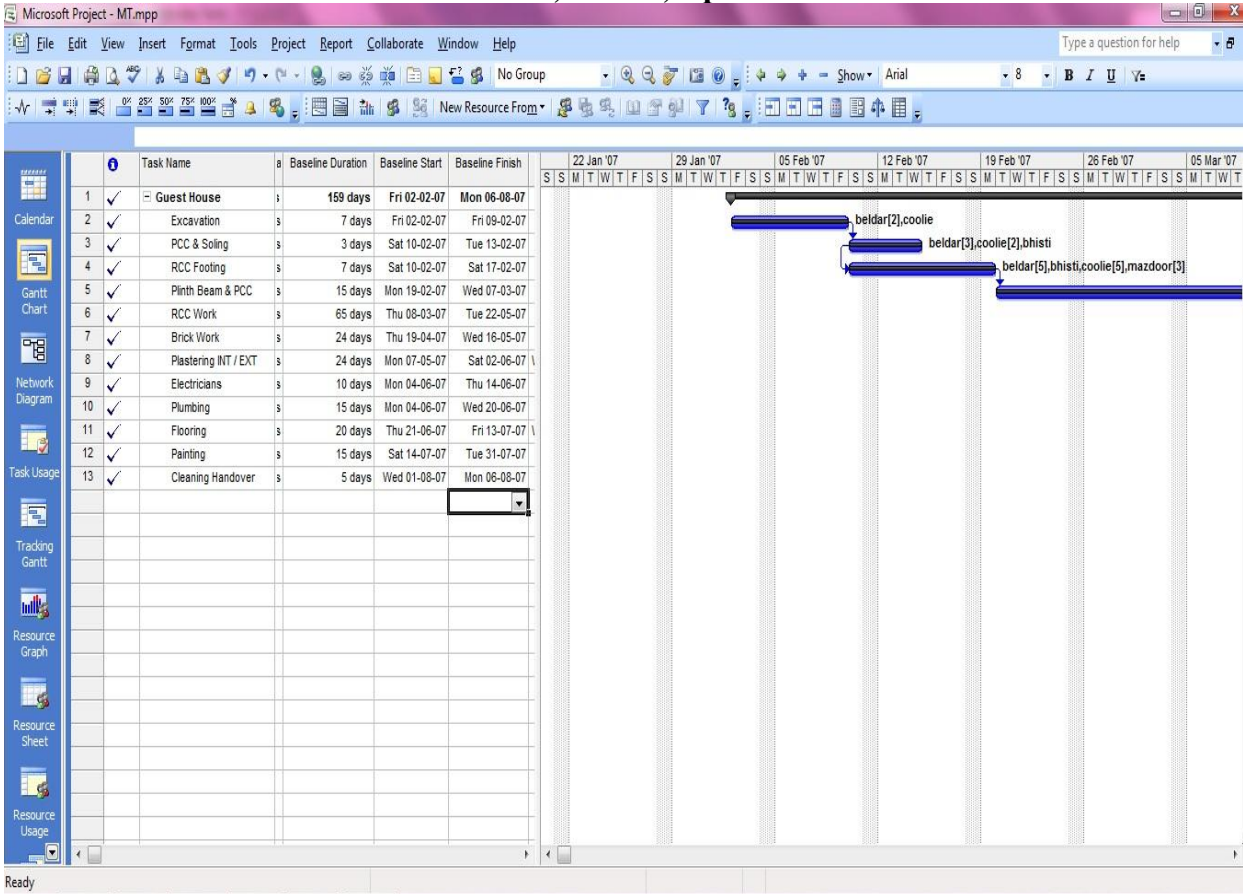 Microsoft Project - MT.mpp
File Edit View Insert Format Tools Project Report Collaborate Window Help Type a question for help
No Group Show Arial 8 B I U
0% 25% 50% 75% 100% New Resource From
Task Name a Baseline Duration Baseline Start Baseline Finish 22 Jan '07 29 Jan '07 05 Feb '07 12 Feb '07 19 Feb '07 26 Feb '07 05 Mar '07
S S M T W T F S S M T W T F S S M T W T F S S M T W T F S S M T W T F S S M T W T F S S M T W T
1 Guest House s 159 days Fri 02-02-07 Mon 06-08-07
2 Excavation s 7 days Fri 02-02-07 Fri 09-02-07 beldar[2],coolie
3 PCC & Soling s 3 days Sat 10-02-07 Tue 13-02-07 beldar[3],coolie[2],bhisti
4 RCC Footing s 7 days Sat 10-02-07 Sat 17-02-07 beldar[5],bhisti,coolie[5],mazdoor[3]
5 Plinth Beam & PCC s 15 days Mon 19-02-07 Wed 07-03-07
6 RCC Work s 65 days Thu 08-03-07 Tue 22-05-07
7 Brick Work s 24 days Thu 19-04-07 Wed 16-05-07
8 Plastering INT / EXT s 24 days Mon 07-05-07 Sat 02-06-07
9 Electricians s 10 days Mon 04-06-07 Thu 14-06-07
10 Plumbing s 15 days Mon 04-06-07 Wed 20-06-07
11 Flooring s 20 days Thu 21-06-07 Fri 13-07-07
12 Painting s 15 days Sat 14-07-07 Tue 31-07-07
13 Cleaning Handover s 5 days Wed 01-08-07 Mon 06-08-07
Calendar
Gantt
Chart
Network
Diagram
Task Usage
Tracking
Gantt
Resource
Graph
Resource
Sheet
Resource
Usage
Ready